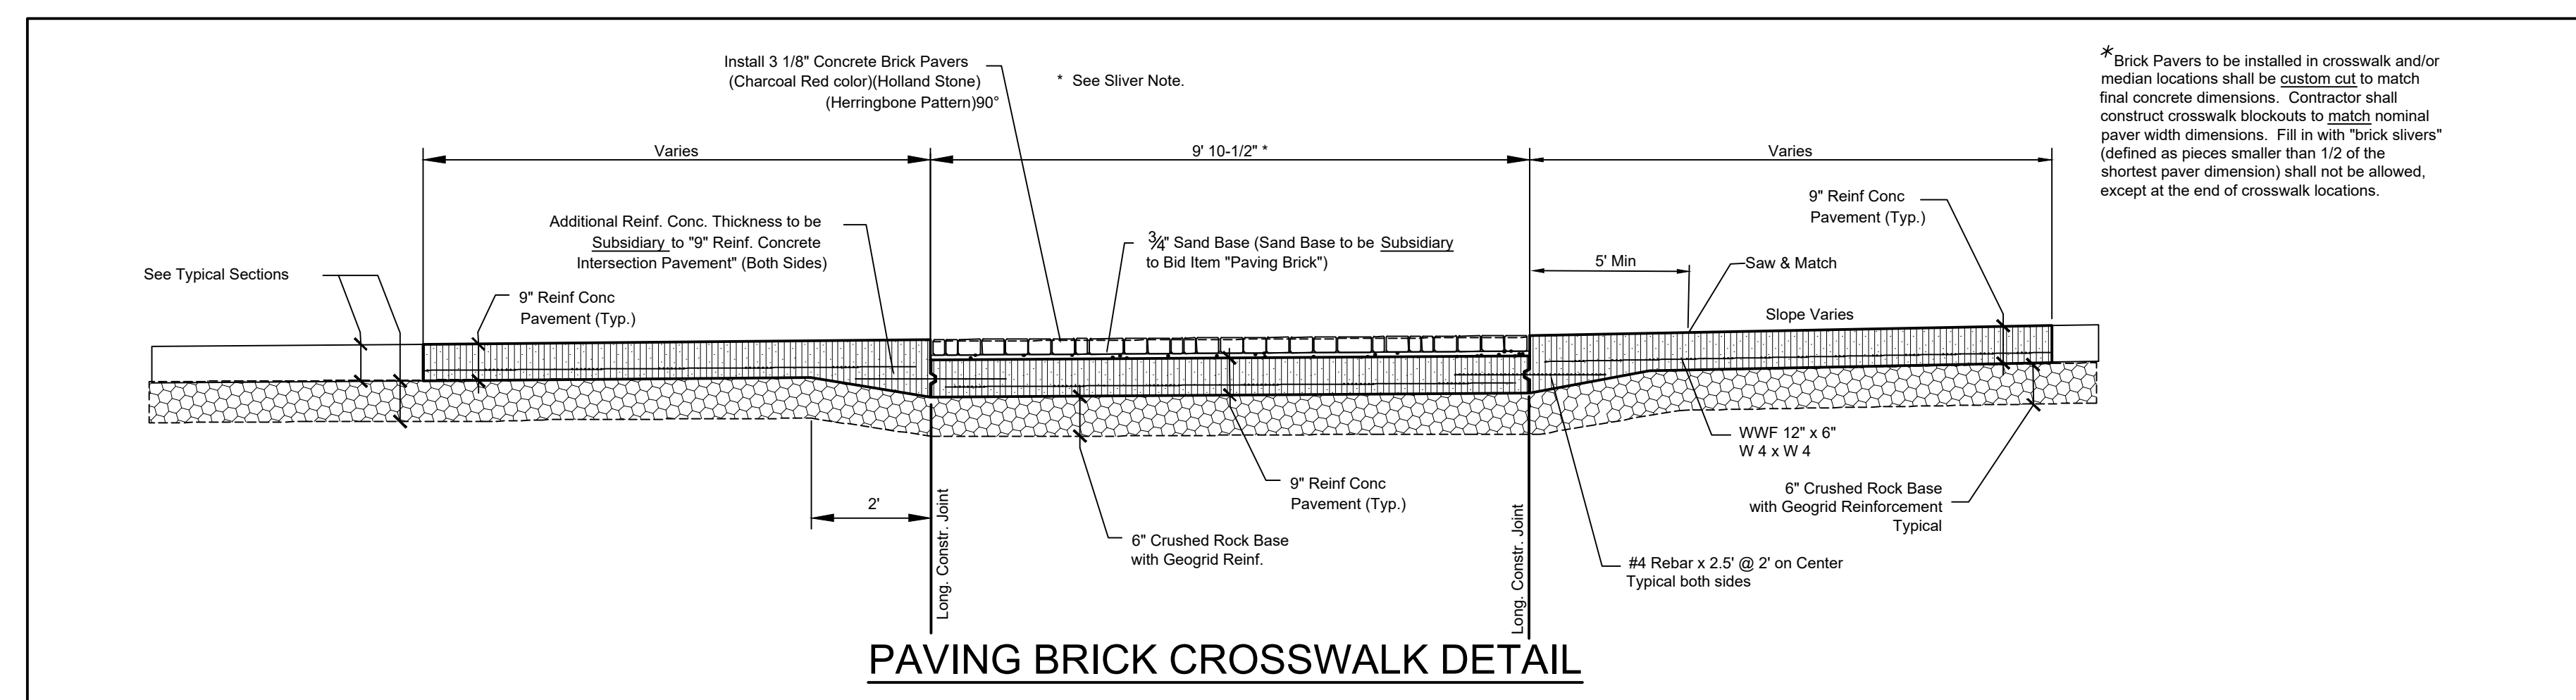 Install 3 1/8" Concrete Brick Pavers
(Charcoal Red color)(Holland Stone)
(Herringbone Pattern)90°
* See Sliver Note.
*Brick Pavers to be installed in crosswalk and/or
median locations shall be custom cut to match
final concrete dimensions. Contractor shall
construct crosswalk blockouts to match nominal
paver width dimensions. Fill in with "brick slivers"
(defined as pieces smaller than 1/2 of the
shortest paver dimension) shall not be allowed,
except at the end of crosswalk locations.
Varies
9' 10-1/2" *
Varies
Additional Reinf. Conc. Thickness to be
Subsidiary to "9" Reinf. Concrete
Intersection Pavement" (Both Sides)
3/4" Sand Base (Sand Base to be Subsidiary
to Bid Item "Paving Brick")
9" Reinf Conc
Pavement (Typ.)
5' Min
Saw & Match
See Typical Sections
9" Reinf Conc
Pavement (Typ.)
Slope Varies
WWF 12" x 6"
W 4 x W 4
2'
Long. Constr. Joint
9" Reinf Conc
Pavement (Typ.)
6" Crushed Rock Base
with Geogrid Reinf.
Long. Constr. Joint
6" Crushed Rock Base
with Geogrid Reinforcement
Typical
#4 Rebar x 2.5' @ 2' on Center
Typical both sides
PAVING BRICK CROSSWALK DETAIL